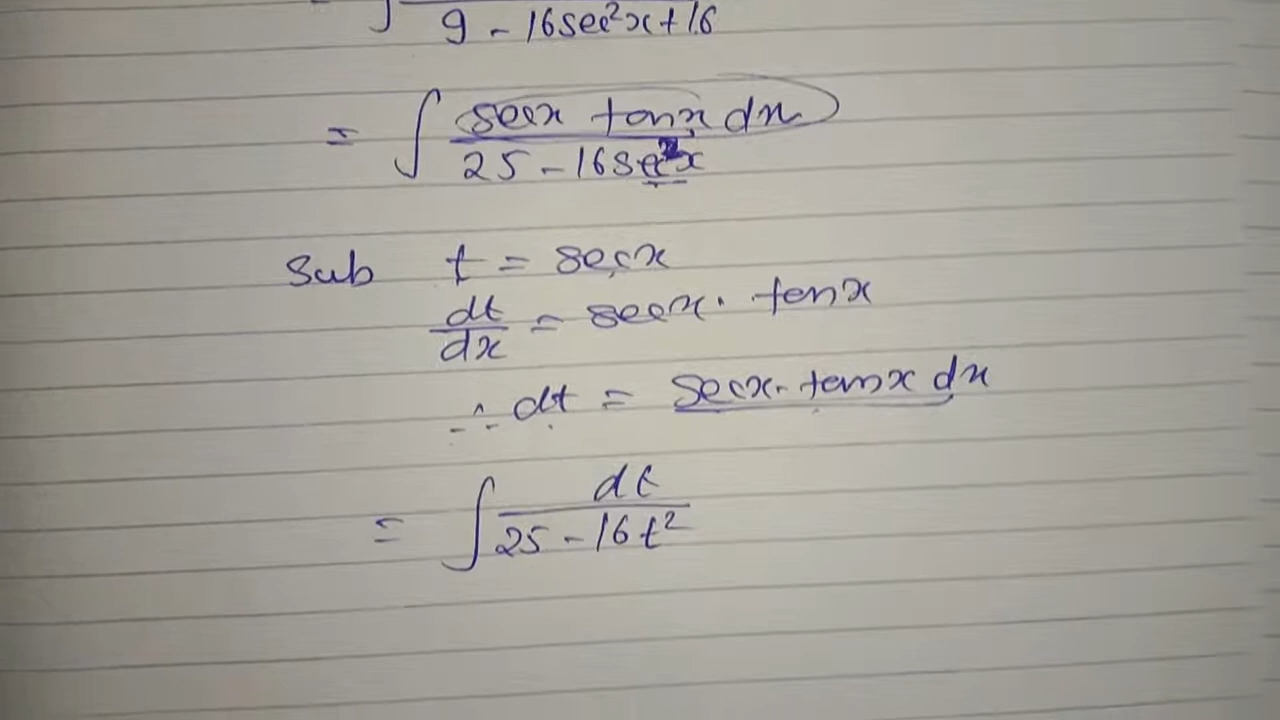 9 - 16sec²x + 16
= ∫ secx tanx dx / 25 - 16sec²x
Sub t = secx
dt/dx = secx . tanx
∴ dt = secx . tanx dx
= ∫ dt / 25 - 16t²